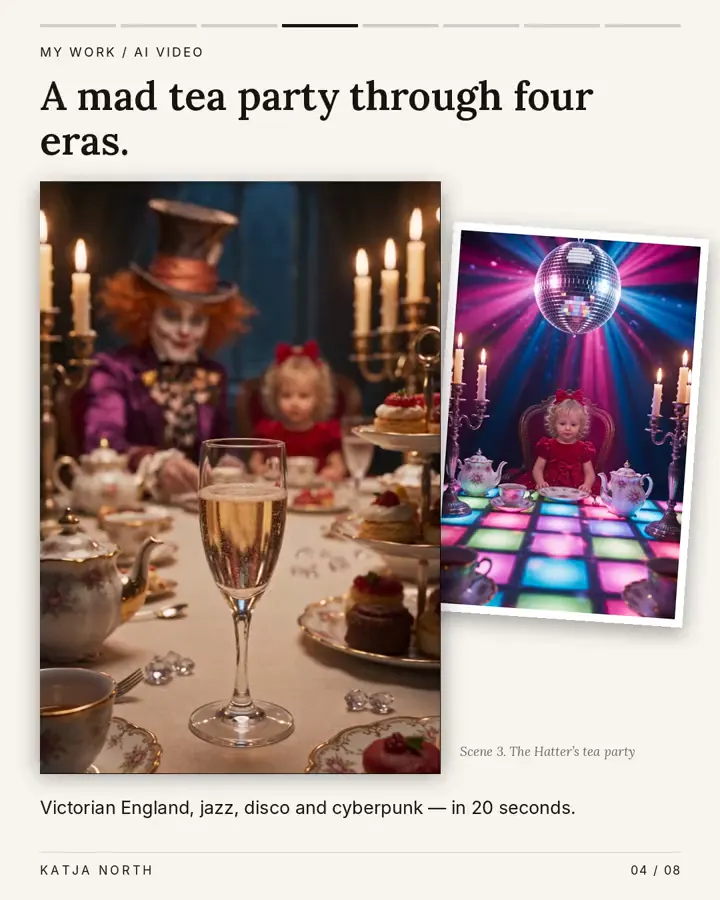 MY WORK / AI VIDEO
A mad tea party through four
eras.
Scene 3. The Hatter's tea party
Victorian England, jazz, disco and cyberpunk — in 20 seconds.
KATJA NORTH
04 / 08